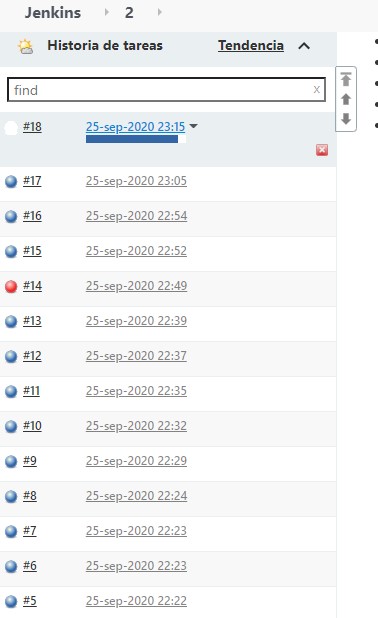 Jenkins 2
Historia de tareas Tendencia
find x
#18 25-sep-2020 23:15
#17 25-sep-2020 23:05
#16 25-sep-2020 22:54
#15 25-sep-2020 22:52
#14 25-sep-2020 22:49
#13 25-sep-2020 22:39
#12 25-sep-2020 22:37
#11 25-sep-2020 22:35
#10 25-sep-2020 22:32
#9 25-sep-2020 22:29
#8 25-sep-2020 22:24
#7 25-sep-2020 22:23
#6 25-sep-2020 22:23
#5 25-sep-2020 22:22